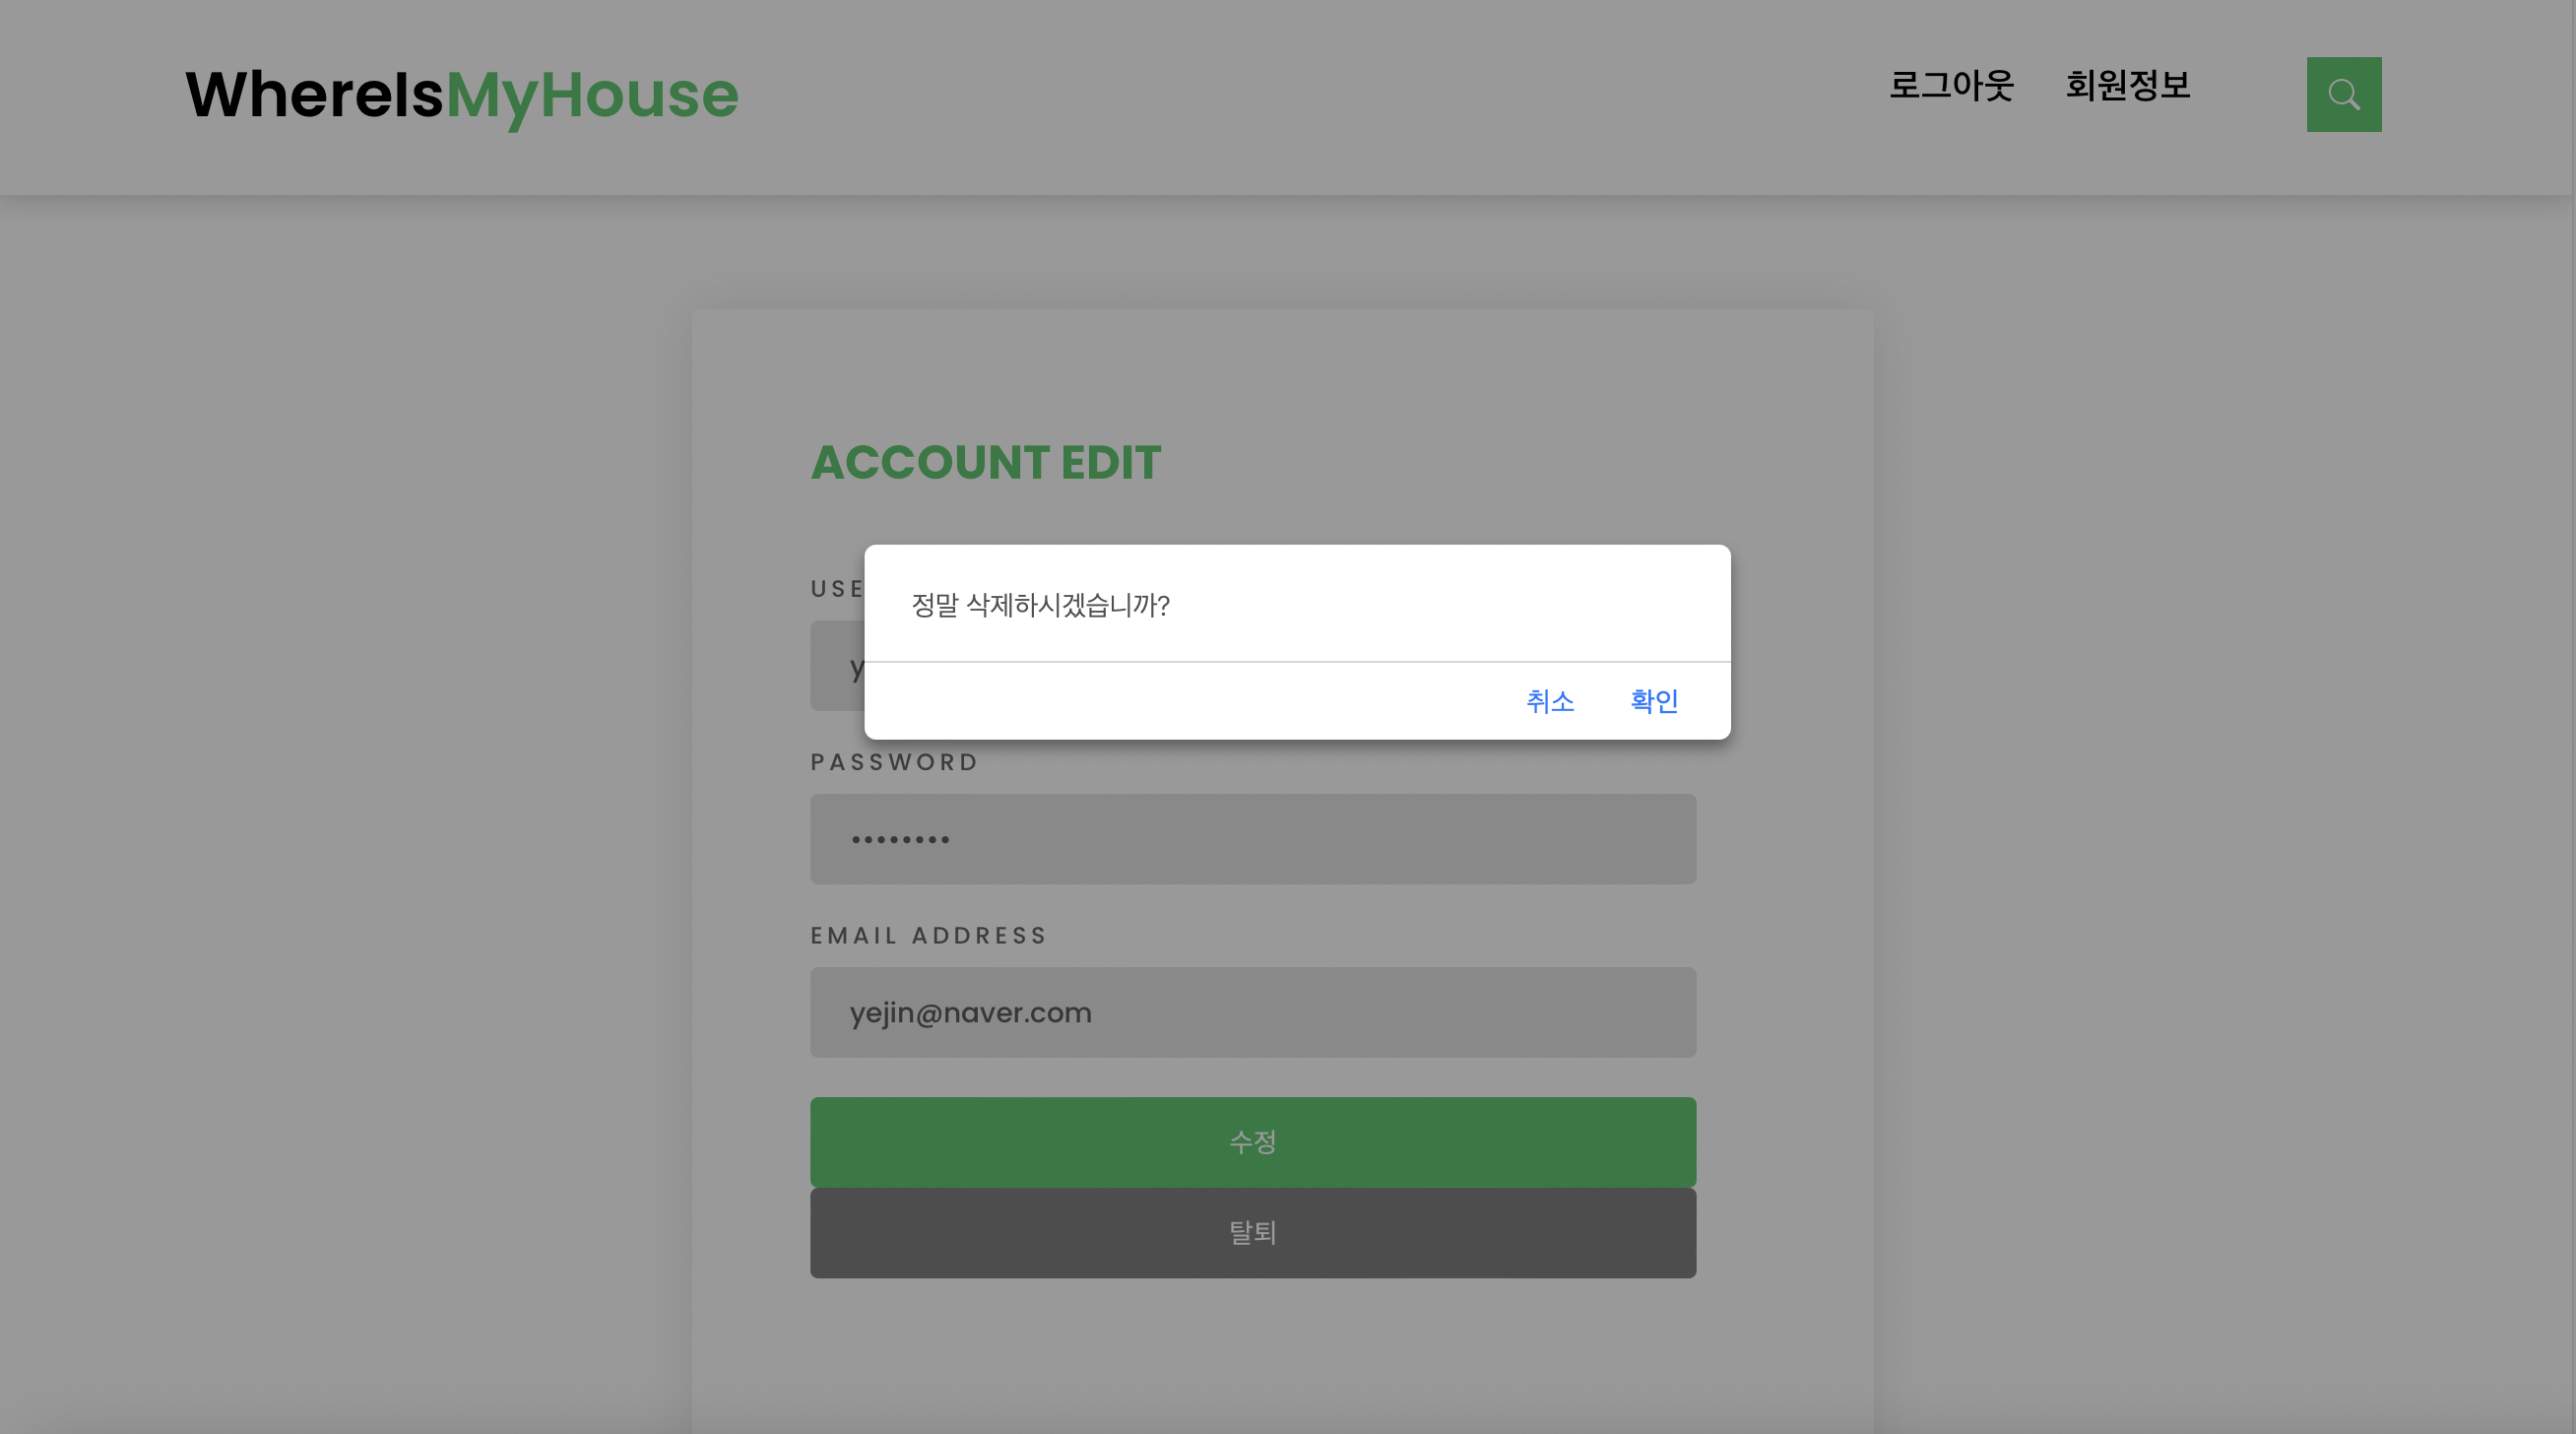 WhereIsMyHouse
로그아웃 회원정보
ACCOUNT EDIT
정말 삭제하시겠습니까?
취소 확인
PASSWORD
••••••••
EMAIL ADDRESS
yejin@naver.com
수정
탈퇴